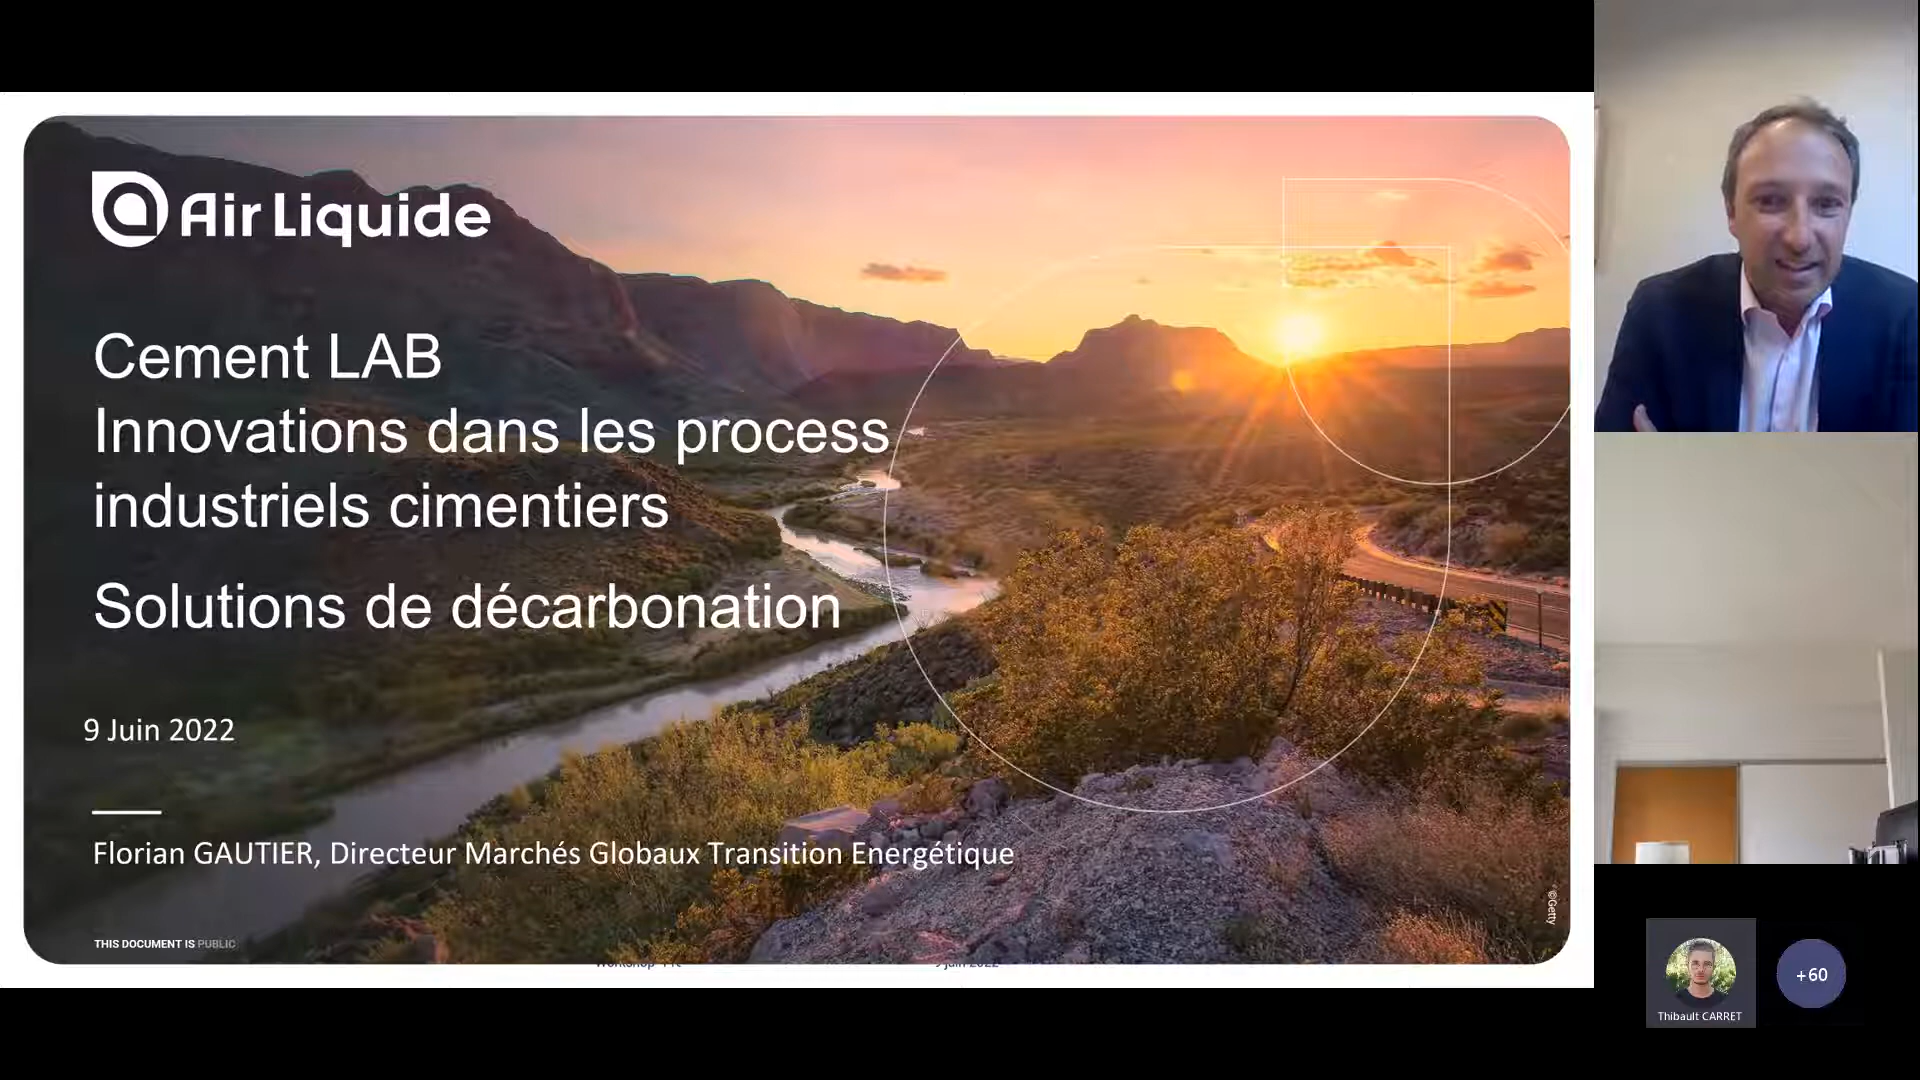 Air Liquide
Cement LAB
Innovations dans les process
industriels cimentiers
Solutions de décarbonation
9 Juin 2022
Florian GAUTIER, Directeur Marchés Globaux Transition Energétique
©Getty
THIS DOCUMENT IS PUBLIC
Thibault CARRET
+60